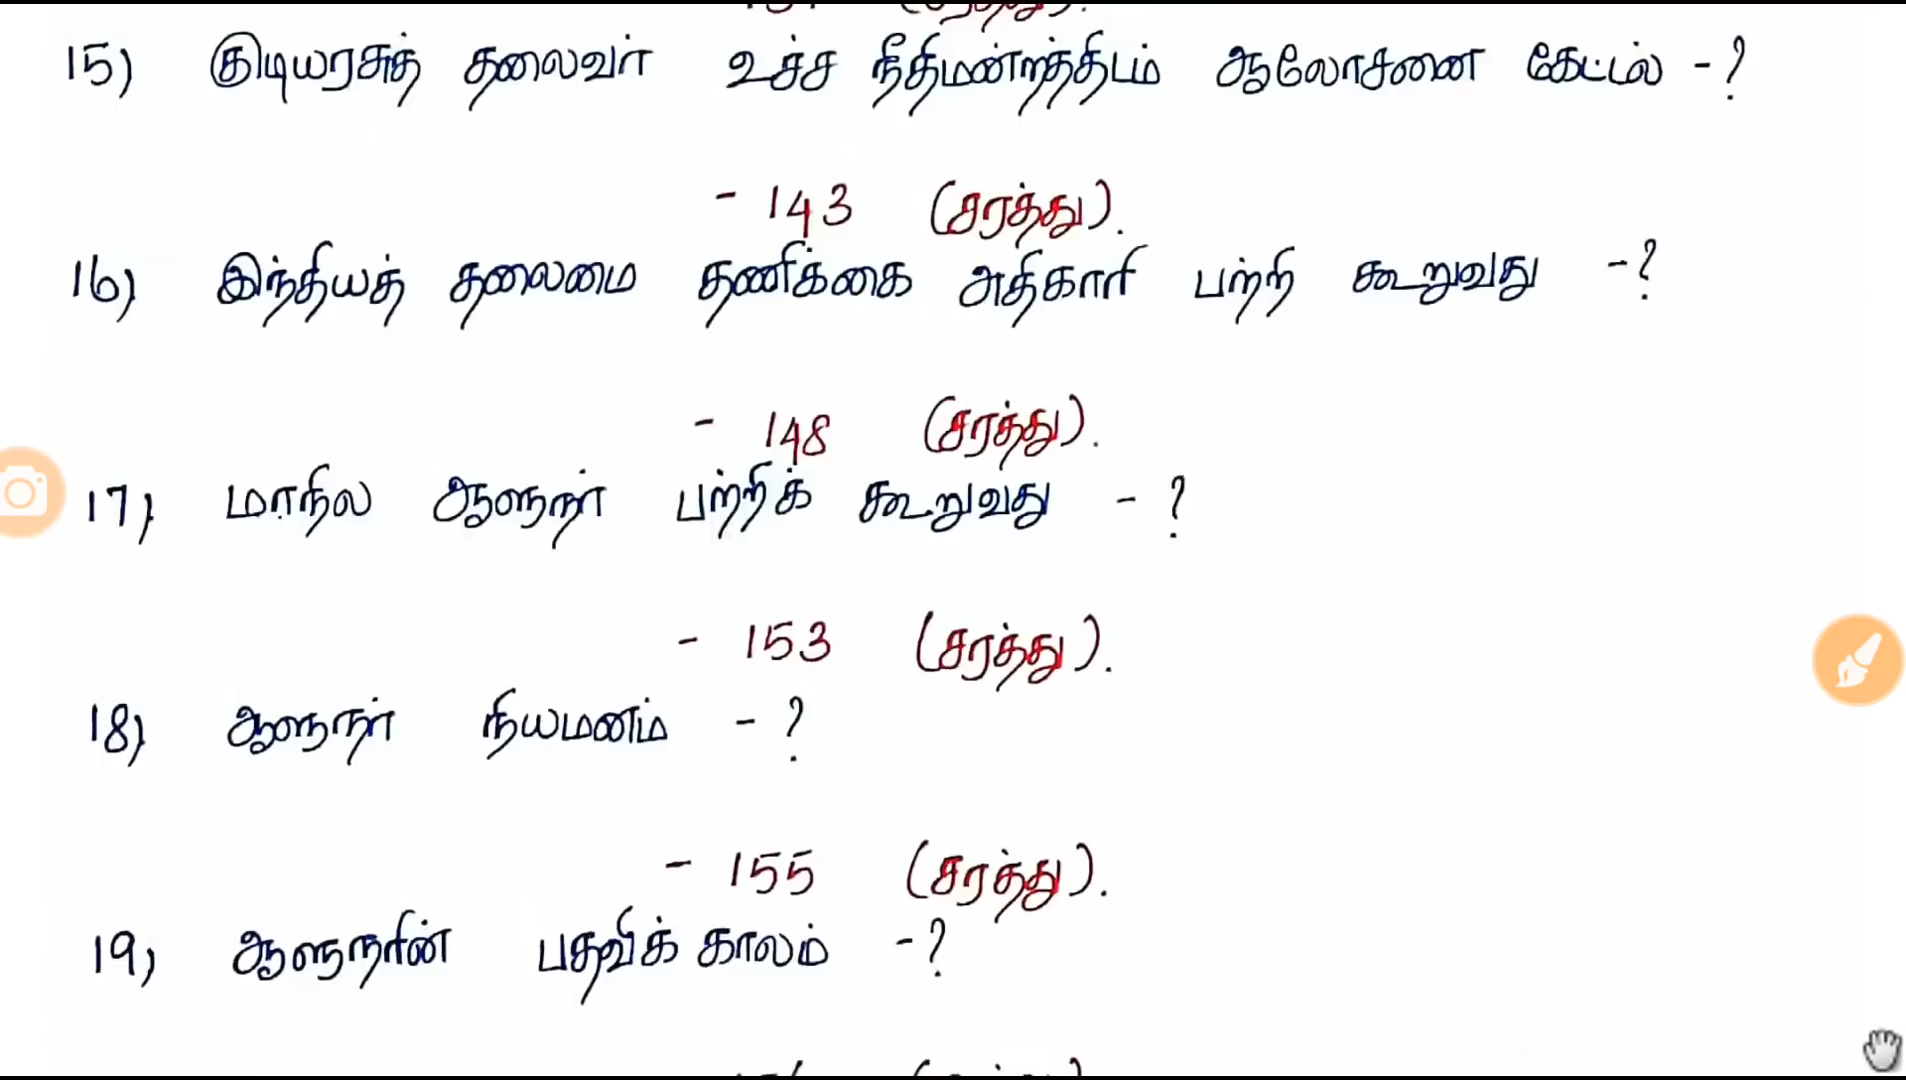 15) குடியரசுத் தலைவர் உச்ச நீதிமன்றத்திடம் ஆலோசனை கேட்டல் - ?
- 143 (சரத்து).
16) இந்தியத் தலைமை தணிக்கை அதிகாரி பற்றி கூறுவது - ?
- 148 (சரத்து).
17) மாநில ஆளுநர் பற்றிக் கூறுவது - ?
- 153 (சரத்து).
18) ஆளுநர் நியமனம் - ?
- 155 (சரத்து).
19) ஆளுநரின் பதவிக் காலம் - ?